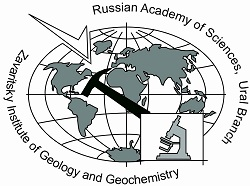 Russian Academy of Sciences, Ural Branch
Zavaritsky Institute of Geology and Geochemistry